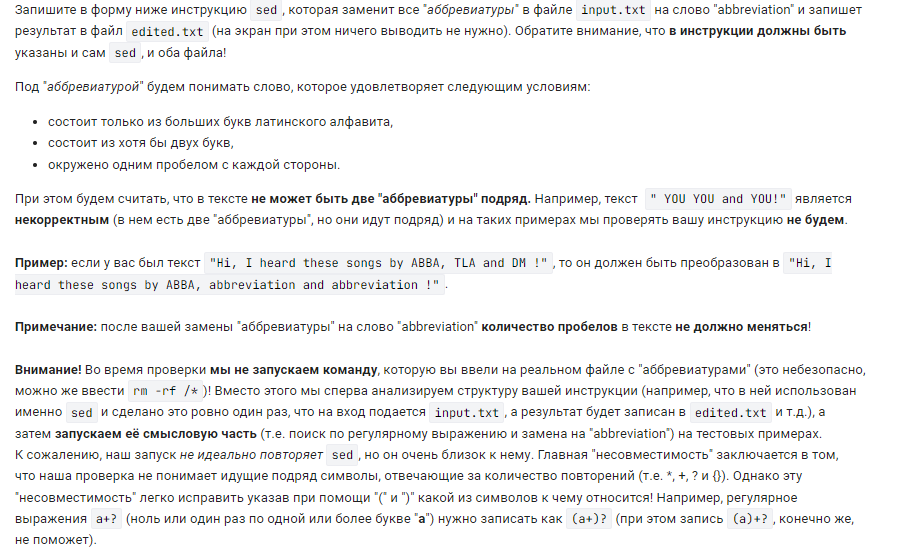 Запишите в форму ниже инструкцию sed, которая заменит все "аббревиатуры" в файле input.txt на слово "abbreviation" и запишет
результат в файл edited.txt (на экран при этом ничего выводить не нужно). Обратите внимание, что в инструкции должны быть
указаны и сам sed, и оба файла!
Под "аббревиатурой" будем понимать слово, которое удовлетворяет следующим условиям:
• состоит только из больших букв латинского алфавита,
• состоит из хотя бы двух букв,
• окружено одним пробелом с каждой стороны.
При этом будем считать, что в тексте не может быть две "аббревиатуры" подряд. Например, текст " YOU YOU and YOU!" является
некорректным (в нем есть две "аббревиатуры", но они идут подряд) и на таких примерах мы проверять вашу инструкцию не будем.
Пример: если у вас был текст "Hi, I heard these songs by ABBA, TLA and DM !", то он должен быть преобразован в "Hi, I
heard these songs by ABBA, abbreviation and abbreviation !".
Примечание: после вашей замены "аббревиатуры" на слово "abbreviation" количество пробелов в тексте не должно меняться!
Внимание! Во время проверки мы не запускаем команду, которую вы ввели на реальном файле с "аббревиатурами" (это небезопасно,
можно же ввести rm -rf /*)! Вместо этого мы сперва анализируем структуру вашей инструкции (например, что в ней использован
именно sed и сделано это ровно один раз, что на вход подается input.txt, а результат будет записан в edited.txt и т.д.), а
затем запускаем её смысловую часть (т.е. поиск по регулярному выражению и замена на "abbreviation") на тестовых примерах.
К сожалению, наш запуск не идеально повторяет sed, но он очень близок к нему. Главная "несовместимость" заключается в том,
что наша проверка не понимает идущие подряд символы, отвечающие за количество повторений (т.е. *, +, ? и {}). Однако эту
"несовместимость" легко исправить указав при помощи "(" и ")" какой из символов к чему относится! Например, регулярное
выражения a+? (ноль или один раз по одной или более букве "a") нужно записать как (a+)? (при этом запись (a)+?, конечно же,
не поможет).